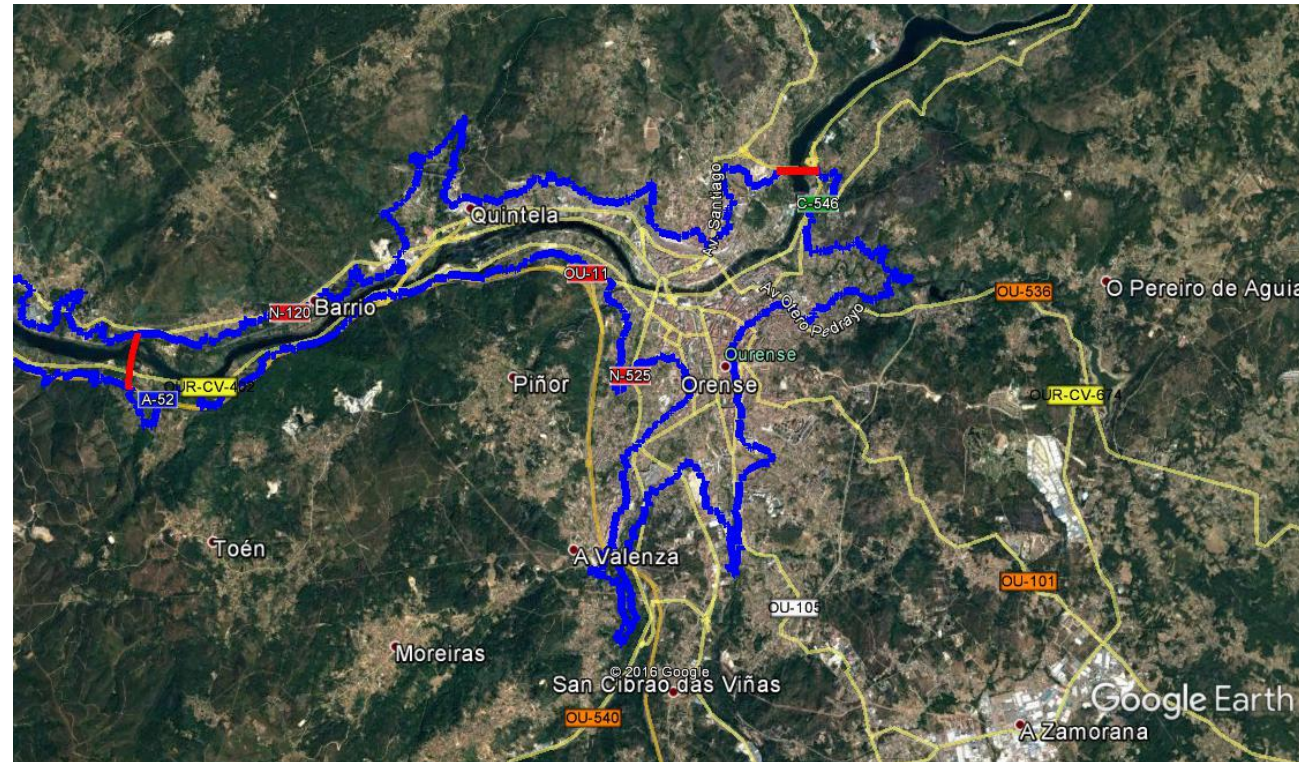 Av. Santiago
C-546
Quintela
OU-11
OU-536
O Pereiro de Aguia
Av Otero Pedrayo
N-120
Barrio
Ourense
N-525
Piñor
Orense
OUR-CV-402
A-52
OUR-CV-674
Toén
A Valenza
OU-101
OU-105
Moreiras
© 2016 Google
San Cibrao das Viñas
Google Earth
OU-540
A Zamorana